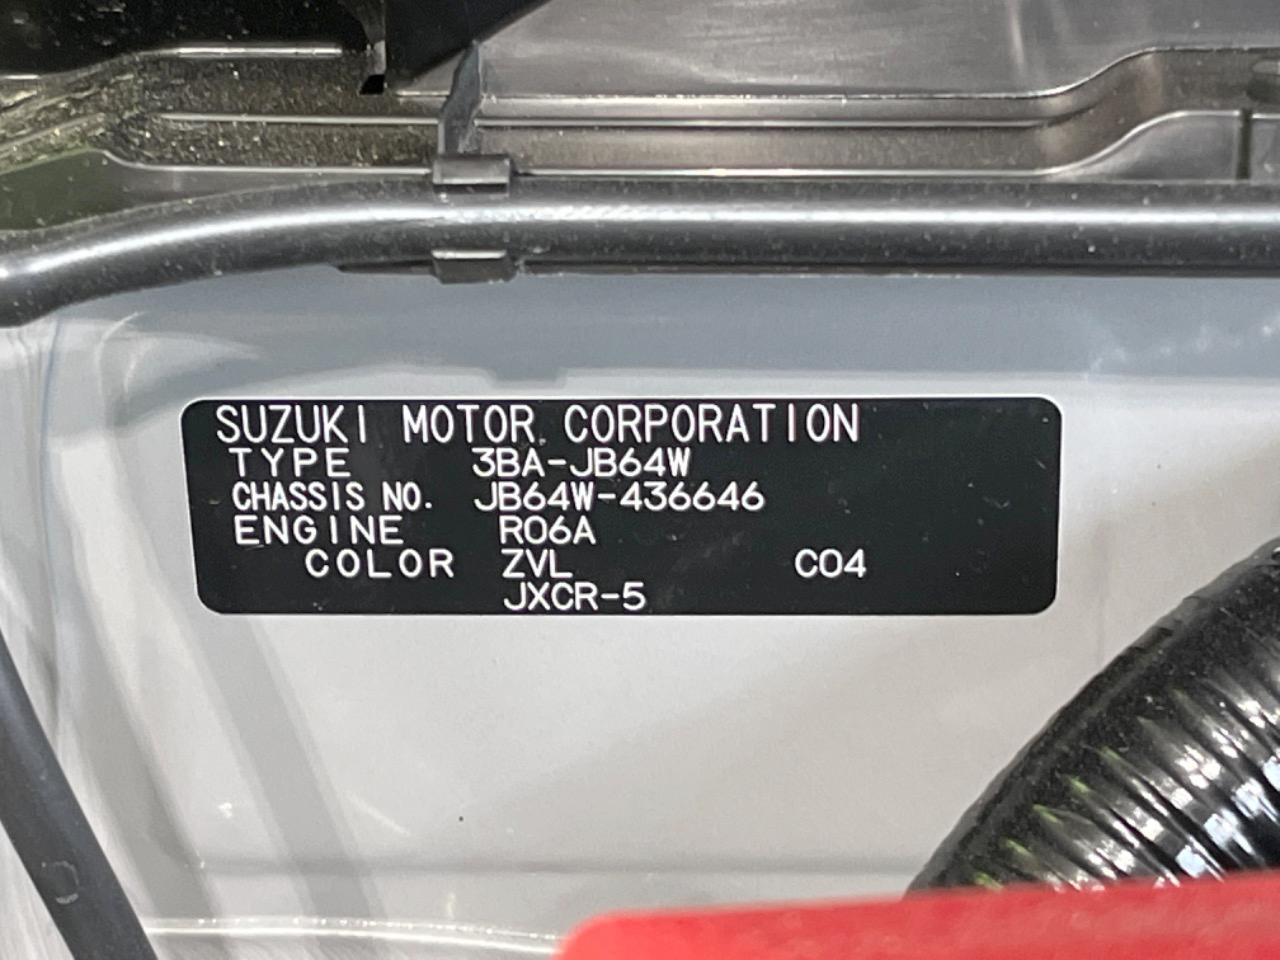 SUZUKI MOTOR CORPORATION
TYPE 3BA-JB64W
CHASSIS NO. JB64W-436646
ENGINE R06A
COLOR ZVL C04
JXCR-5